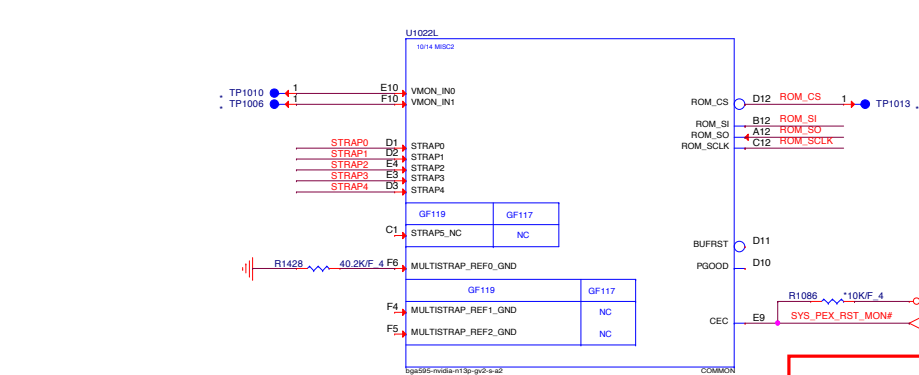 U1022L
10/14 MISC2
TP1010 1 E10 VMON_IN0
* TP1006 1 F10 VMON_IN1
ROM_CS D12 ROM_CS 1 TP1013 *
ROM_SI B12 ROM_SI
ROM_SO A12 ROM_SO
ROM_SCLK C12 ROM_SCLK
STRAP0 D1 STRAP0
STRAP1 D2 STRAP1
STRAP2 E4 STRAP2
STRAP3 E3 STRAP3
STRAP4 D3 STRAP4
GF119 GF117
C1 STRAP5_NC NC
BUFRST D11
R1428 40.2K/F_4 F6 MULTISTRAP_REF0_GND
PGOOD D10
GF119 GF117
R1086 *10K/F_4
F4 MULTISTRAP_REF1_GND NC
CEC E9 SYS_PEX_RST_MON#
F5 MULTISTRAP_REF2_GND NC
bga595-nvidia-n13p-gv2-s-a2 COMMON